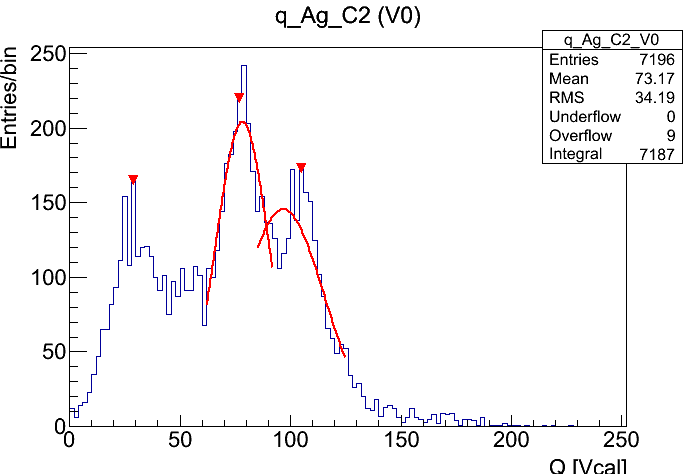 q_Ag_C2 (V0)
q_Ag_C2_V0
Entries 7196
Mean 73.17
RMS 34.19
Underflow 0
Overflow 9
Integral 7187
Entries/bin
250
200
150
100
50
0
0 50 100 150 200 250
Q [Vcal]